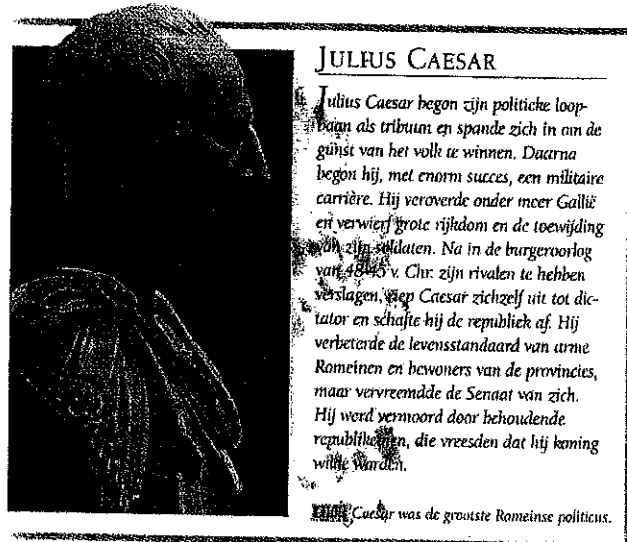 JULIUS CAESAR
Julius Caesar begon zijn politieke loop-
baan als tribuun en spande zich in om de
gunst van het volk te winnen. Daarna
begon hij, met enorm succes, een militaire
carrière. Hij veroverde onder meer Gallië
en verwierf grote rijkdom en de toewijding
van zijn soldaten. Na in de burgeroorlog
van 48-45 v. Chr. zijn rivalen te hebben
verslagen, riep Caesar zichzelf uit tot dic-
tator en schafte hij de republiek af. Hij
verbeterde de levensstandaard van arme
Romeinen en bewoners van de provincies,
maar vervreemdde de Senaat van zich.
Hij werd vermoord door behoudende
republikeinen, die vreesden dat hij koning
wilde worden.
Caesar was de grootste Romeinse politicus.